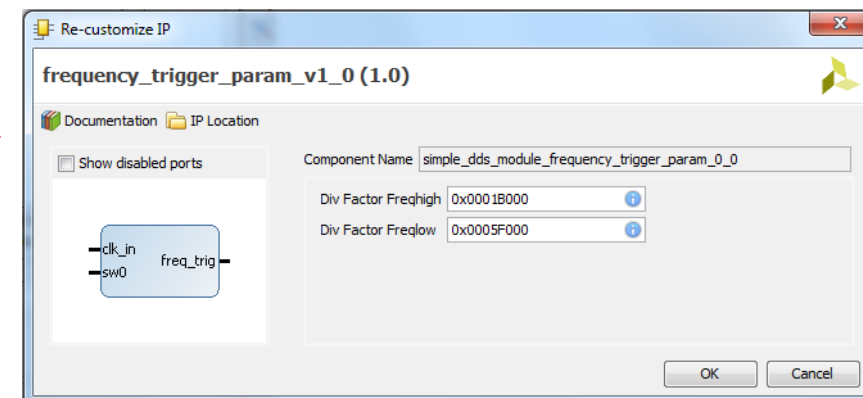 Re-customize IP
frequency_trigger_param_v1_0 (1.0)
Documentation IP Location
Show disabled ports
Component Name simple_dds_module_frequency_trigger_param_0_0
Div Factor Freqhigh 0x0001B000
Div Factor Freqlow 0x0005F000
clk_in
freq_trig
sw0
OK Cancel